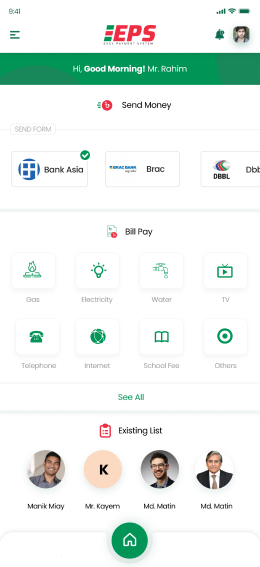 9:41
EPS
EASY PAYMENT SYSTEM
Hi, Good Morning! Mr. Rahim
Send Money
SEND FORM
Bank Asia
BRAC BANK
Brac
DBBL
Dbb
Bill Pay
Gas Electricity Water TV
Telephone Internet School Fee Others
See All
Existing List
K
Manik Miay Mr. Kayem Md. Matin Md. Matin